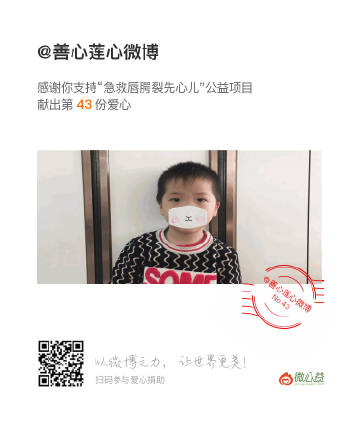 @善心莲心微博
感谢你支持“急救唇腭裂先心儿”公益项目
献出第 43 份爱心
SOME
@善心莲心微博
No.43
以微博之力, 让世界更美!
扫码参与爱心捐助
微公益